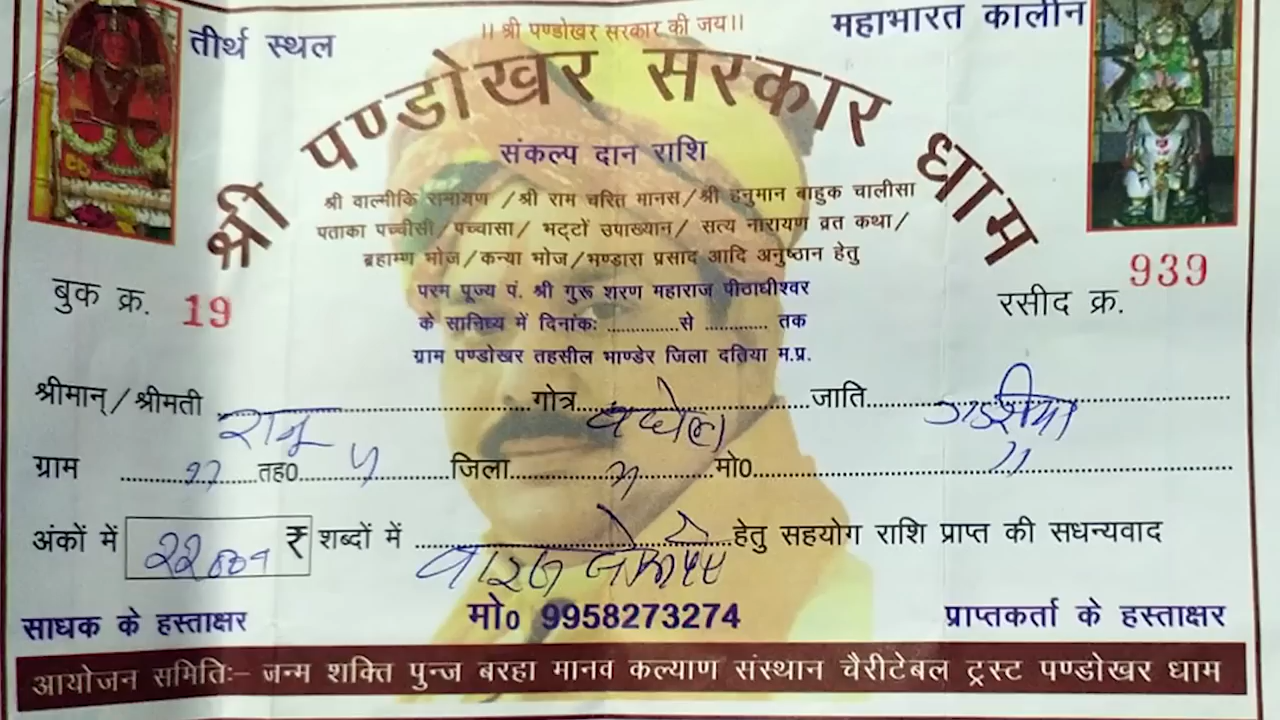 ।। श्री पण्डोखर सरकार की जय।।
तीर्थ स्थल
महाभारत कालीन
श्री पण्डोखर सरकार धाम
संकल्प दान राशि
श्री वाल्मीकि रामायण /श्री राम चरित मानस/श्री हनुमान बाहुक चालीसा
पताका पच्चीसी/पच्चासा/ भट्टों उपाख्यान/ सत्य नारायण व्रत कथा/
ब्रहाम्ण भोज/कन्या भोज/भण्डारा प्रसाद आदि अनुष्ठान हेतु
परम पूज्य पं. श्री गुरू शरण महाराज पीठाधीश्वर
के सानिध्य में दिनांक: ..............से ............. तक
ग्राम पण्डोखर तहसील भाण्डेर जिला दतिया म.प्र.
बुक क्र. 19
रसीद क्र. 939
श्रीमान् / श्रीमती राजू गोत्र वघेल जाति
ग्राम तह0 जिला मो0
अंकों में ₹ शब्दों में हेतु सहयोग राशि प्राप्त की सधन्यवाद
साधक के हस्ताक्षर
मो0 9958273274
प्राप्तकर्ता के हस्ताक्षर
आयोजन समितिः- जन्म शक्ति पुन्ज बरहा मानव कल्याण संस्थान चैरीटेबल ट्रस्ट पण्डोखर धाम